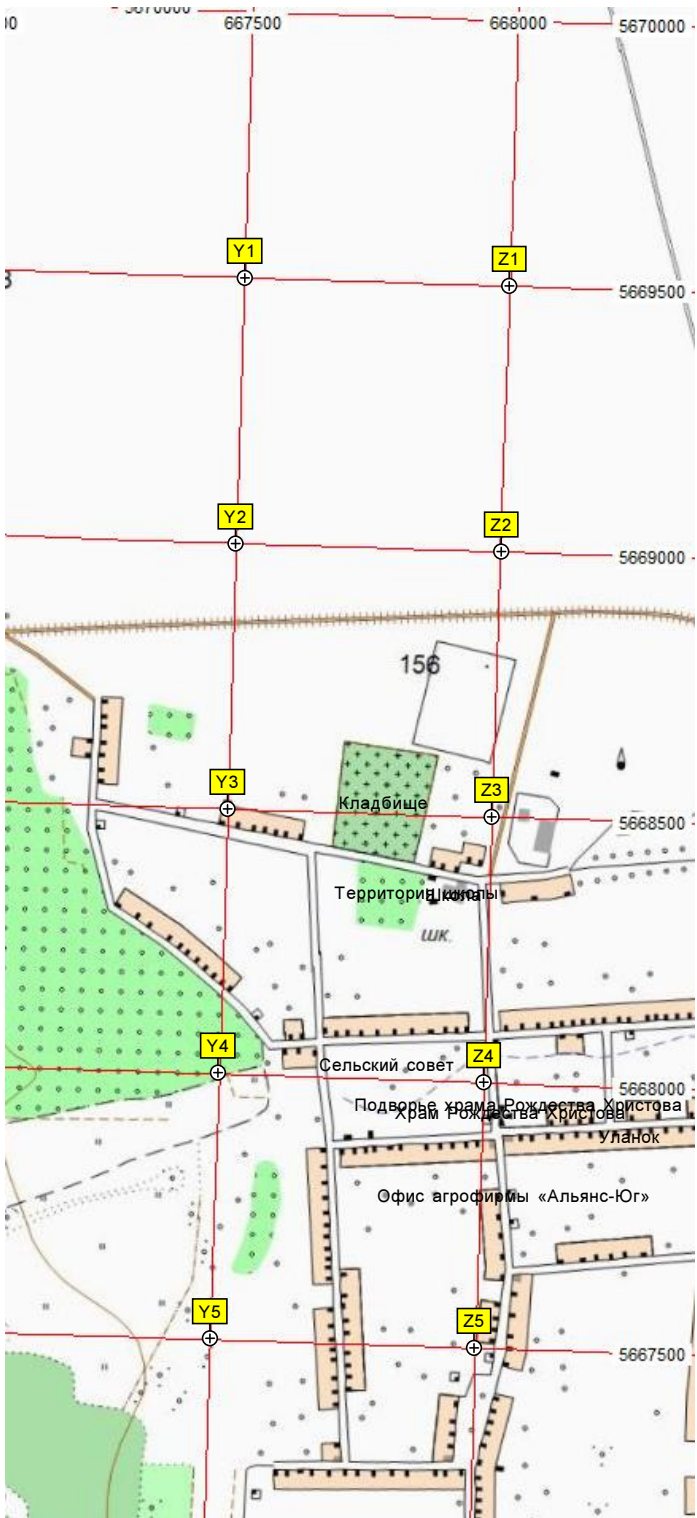 5670000
667500
668000
5670000
Y1
Z1
5669500
Y2
Z2
5669000
156
Y3
Z3
Кладбище
5668500
Территория школы
Школа
шк.
Y4
Z4
Сельский совет
5668000
Подворье храма Рождества Христова
Храм Рождества Христова
Уланок
Офис агрофирмы «Альянс-Юг»
Y5
Z5
5667500